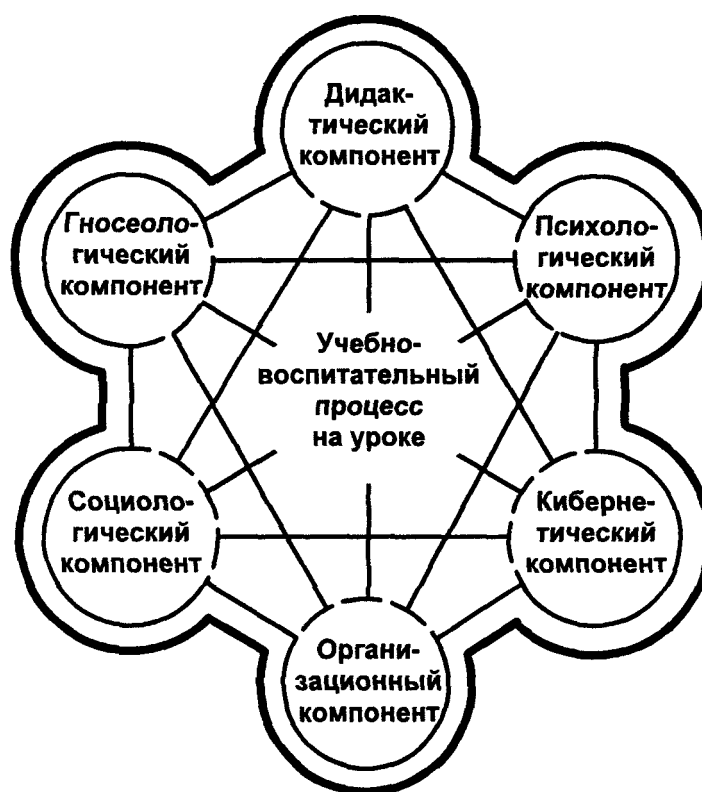 Дидак-
тический
компонент
Гносеоло-
гический
компонент
Психоло-
гический
компонент
Учебно-
воспитательный
процесс
на уроке
Социоло-
гический
компонент
Киберне-
тический
компонент
Органи-
зационный
компонент